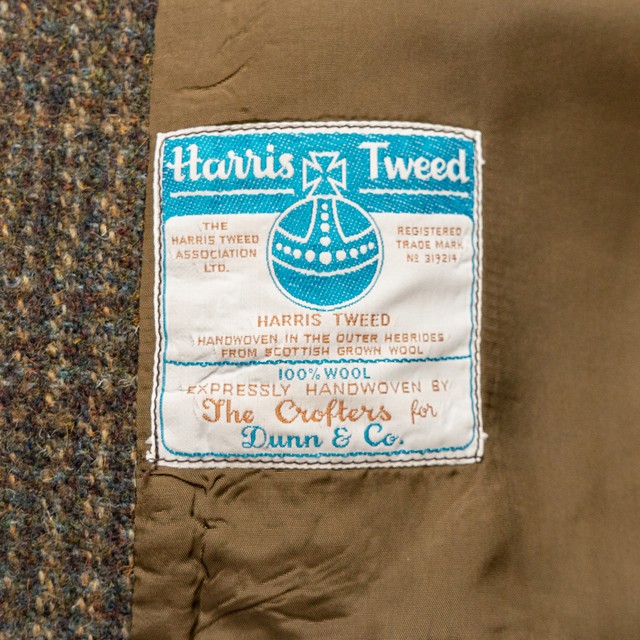 Harris Tweed
THE
HARRIS TWEED
ASSOCIATION
LTD.
REGISTERED
TRADE MARK
Nº 319214
HARRIS TWEED
HANDWOVEN IN THE OUTER HEBRIDES
FROM SCOTTISH GROWN WOOL
100% WOOL
EXPRESSLY HANDWOVEN BY
The Crofters for
Dunn & Co.